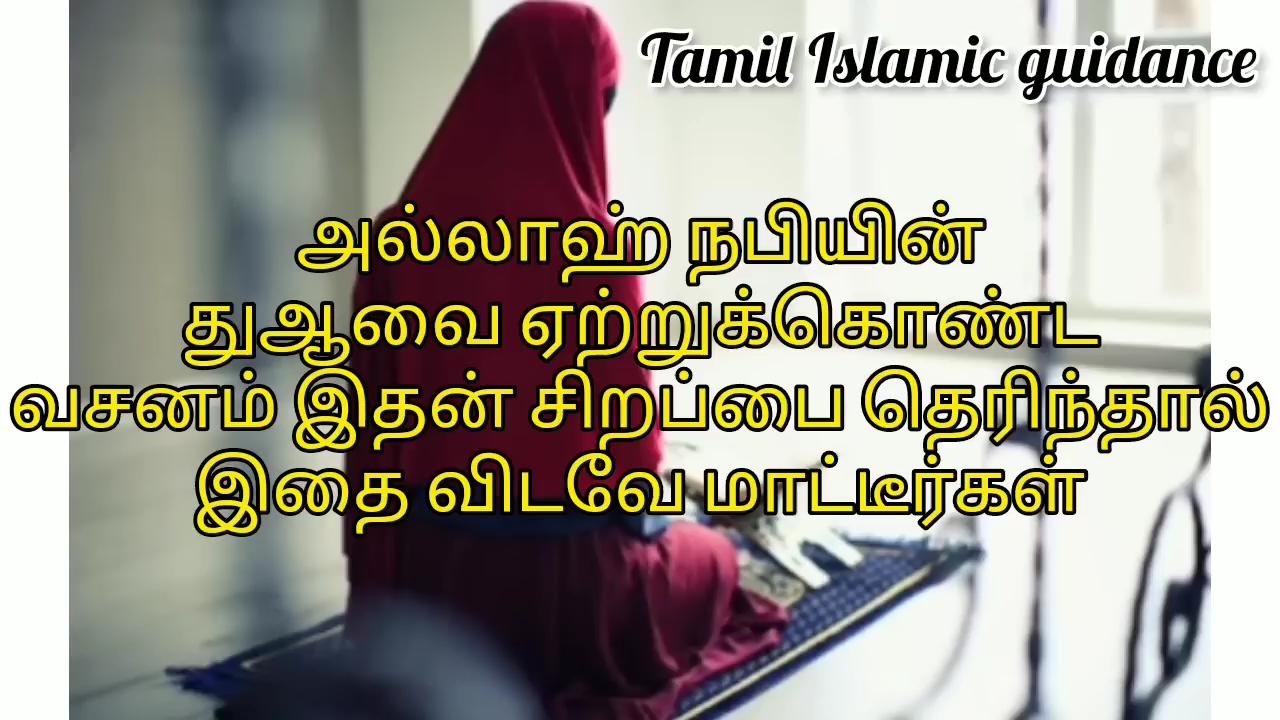 Tamil Islamic guidance
அல்லாஹ் நபியின்
துஆவை ஏற்றுக்கொண்ட
வசனம் இதன் சிறப்பை தெரிந்தால்
இதை விடவே மாட்டீர்கள்